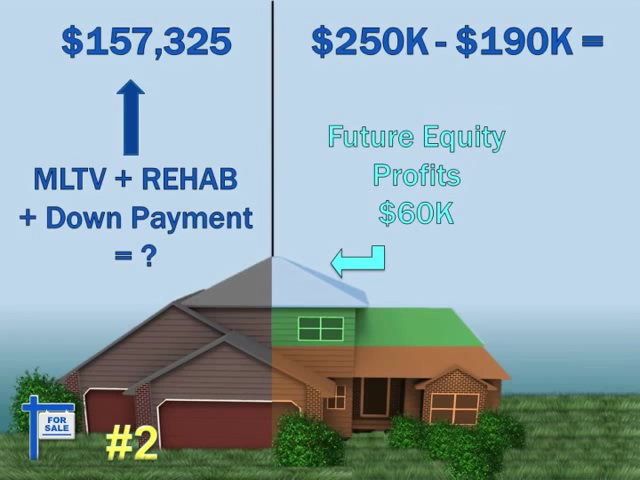 $157,325
MLTV + REHAB
+ Down Payment
= ?
$250K - $190K =
Future Equity
Profits
$60K
FOR
SALE
#2